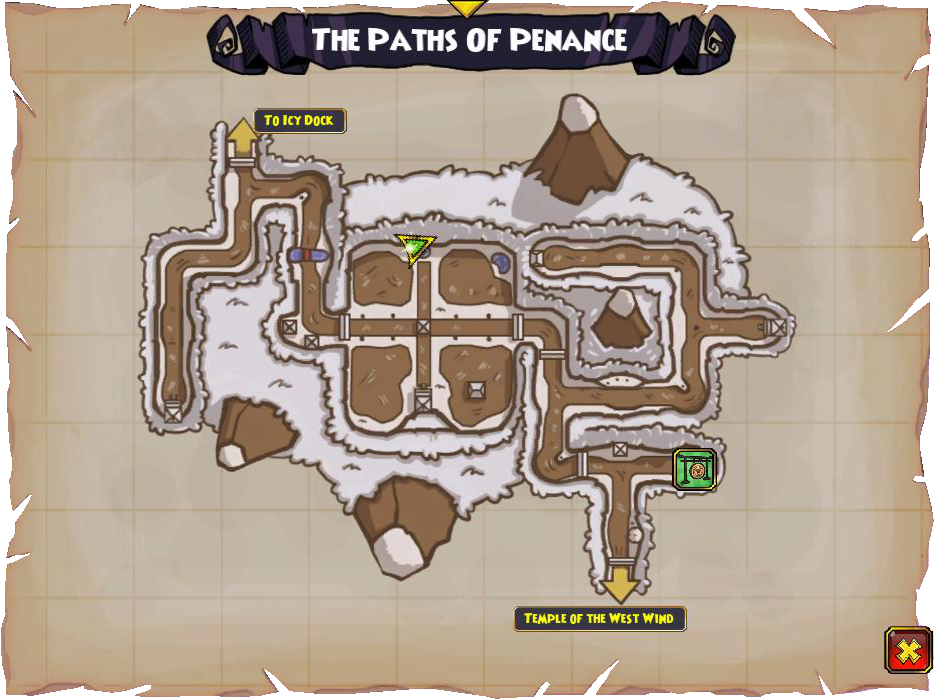 THE PATHS OF PENANCE
TO ICY DOCK
TEMPLE OF THE WEST WIND